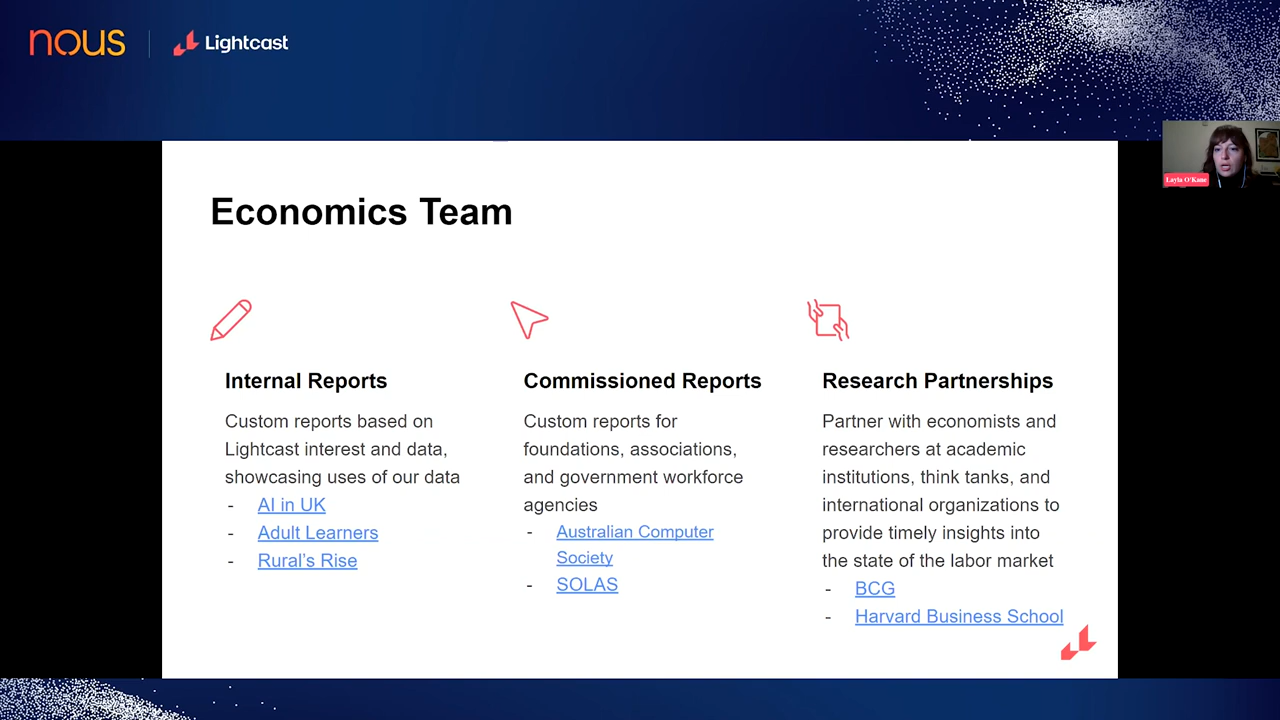 nous
Lightcast
Layla O'Kane
Economics Team
Internal Reports
Custom reports based on
Lightcast interest and data,
showcasing uses of our data
- AI in UK
- Adult Learners
- Rural's Rise
Commissioned Reports
Custom reports for
foundations, associations,
and government workforce
agencies
- Australian Computer
Society
- SOLAS
Research Partnerships
Partner with economists and
researchers at academic
institutions, think tanks, and
international organizations to
provide timely insights into
the state of the labor market
- BCG
- Harvard Business School